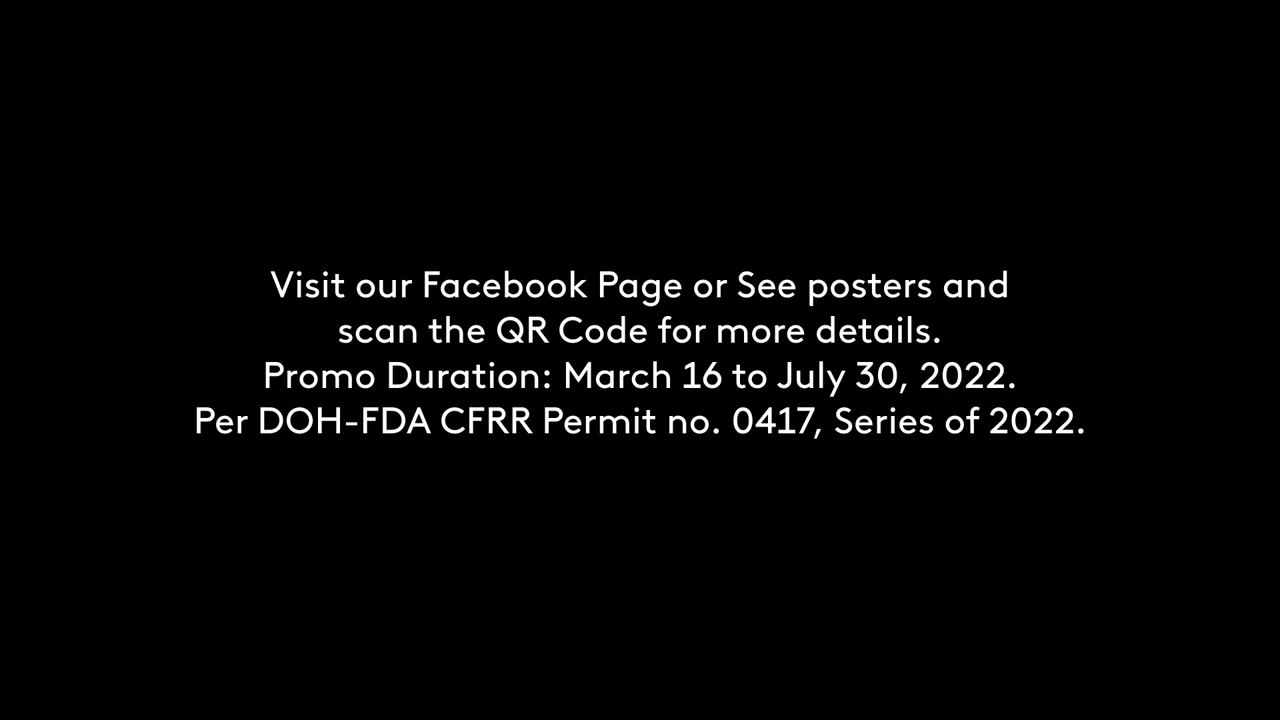 Visit our Facebook Page or See posters and
scan the QR Code for more details.
Promo Duration: March 16 to July 30, 2022.
Per DOH-FDA CFRR Permit no. 0417, Series of 2022.